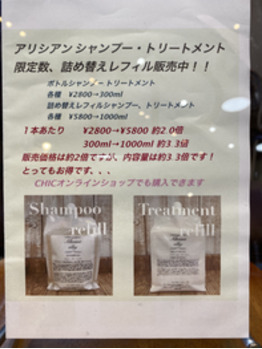 アリシアン シャンプー・トリートメント
限定数、詰め替えレフィル販売中！！
ボトルシャンプートリートメント
各種　¥2800→300ml
詰め替えレフィルシャンプー、トリートメント
各種　¥5800→1000ml
１本あたり　¥2800→¥5800 約2.0倍
300ml→1000ml 約3.3倍
販売価格は約2倍ですが、内容量は約3.3倍です！
とってもお得です、、、
CHICオンラインショップでも購入できます
Shampoo refill
Treatment refill